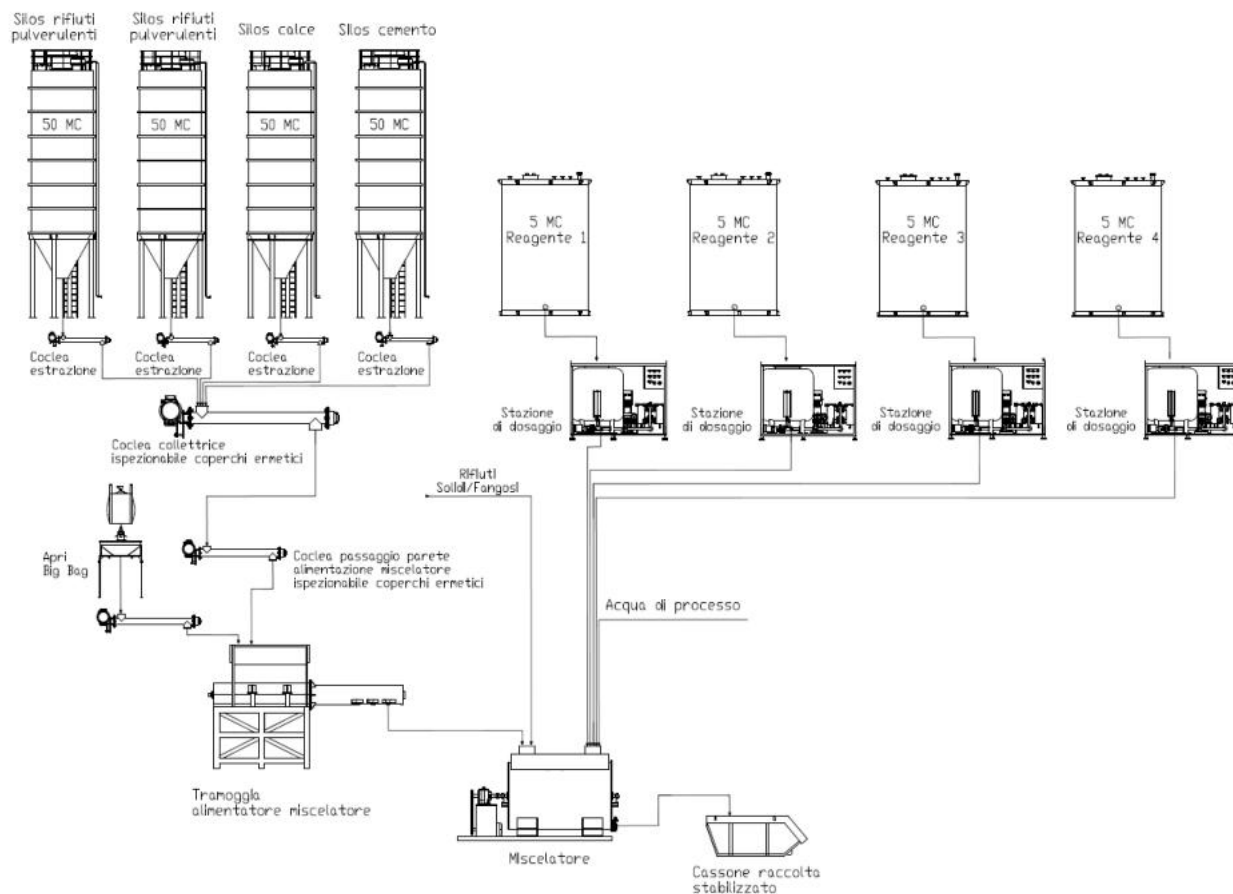 Silos rifiuti
pulverulenti
Silos rifiuti
pulverulenti
Silos calce
Silos cemento
50 MC
50 MC
50 MC
50 MC
5 MC
Reagente 1
5 MC
Reagente 2
5 MC
Reagente 3
5 MC
Reagente 4
Coclea
estrazione
Coclea
estrazione
Coclea
estrazione
Coclea
estrazione
Stazione
di dosaggio
Stazione
di dosaggio
Stazione
di dosaggio
Stazione
di dosaggio
Coclea collettrice
ispezionabile coperchi ermetici
Rifiuti
Solidi/Fangosi
Apri
Big Bag
Coclea passaggio parete
alimentazione miscelatore
ispezionabile coperchi ermetici
Acqua di processo
Tramoggia
alimentatore miscelatore
Miscelatore
Cassone raccolta
stabilizzato